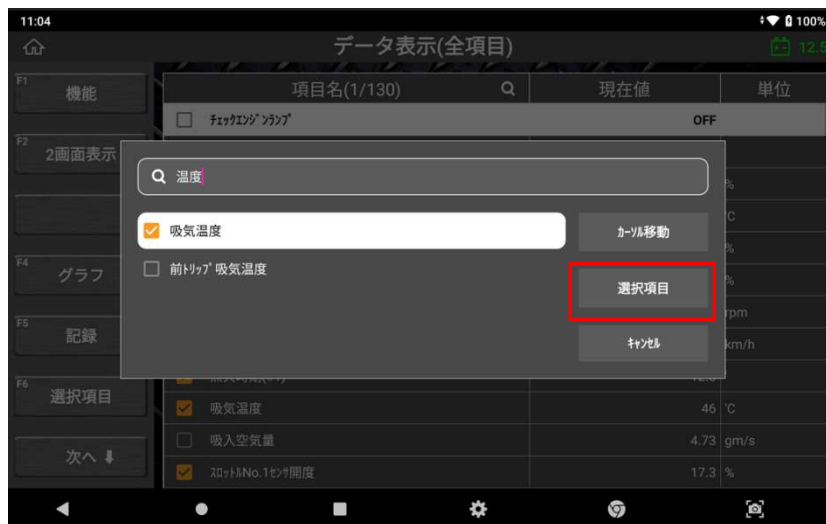 11:04
100%
データ表示(全項目)
12.5
F1
機能
項目名(1/130)
現在値
単位
ﾁｪｯｸｴﾝｼﾞﾝﾗﾝﾌﾟ
OFF
F2
2画面表示
温度
%
吸気温度
ｶｰｿﾙ移動
°C
%
F4
グラフ
前ﾄﾘｯﾌﾟ吸気温度
選択項目
%
rpm
F5
記録
ｷｬﾝｾﾙ
km/h
F6
選択項目
吸気温度
46
°C
吸入空気量
4.73
gm/s
次へ
ｽﾛｯﾄﾙNo.1ｾﾝｻ開度
17.3
%